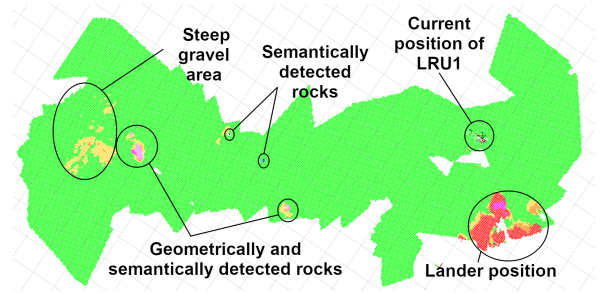 Steep
gravel
area
Semantically
detected
rocks
Current
position of
LRU1
Geometrically and
semantically detected rocks
Lander position